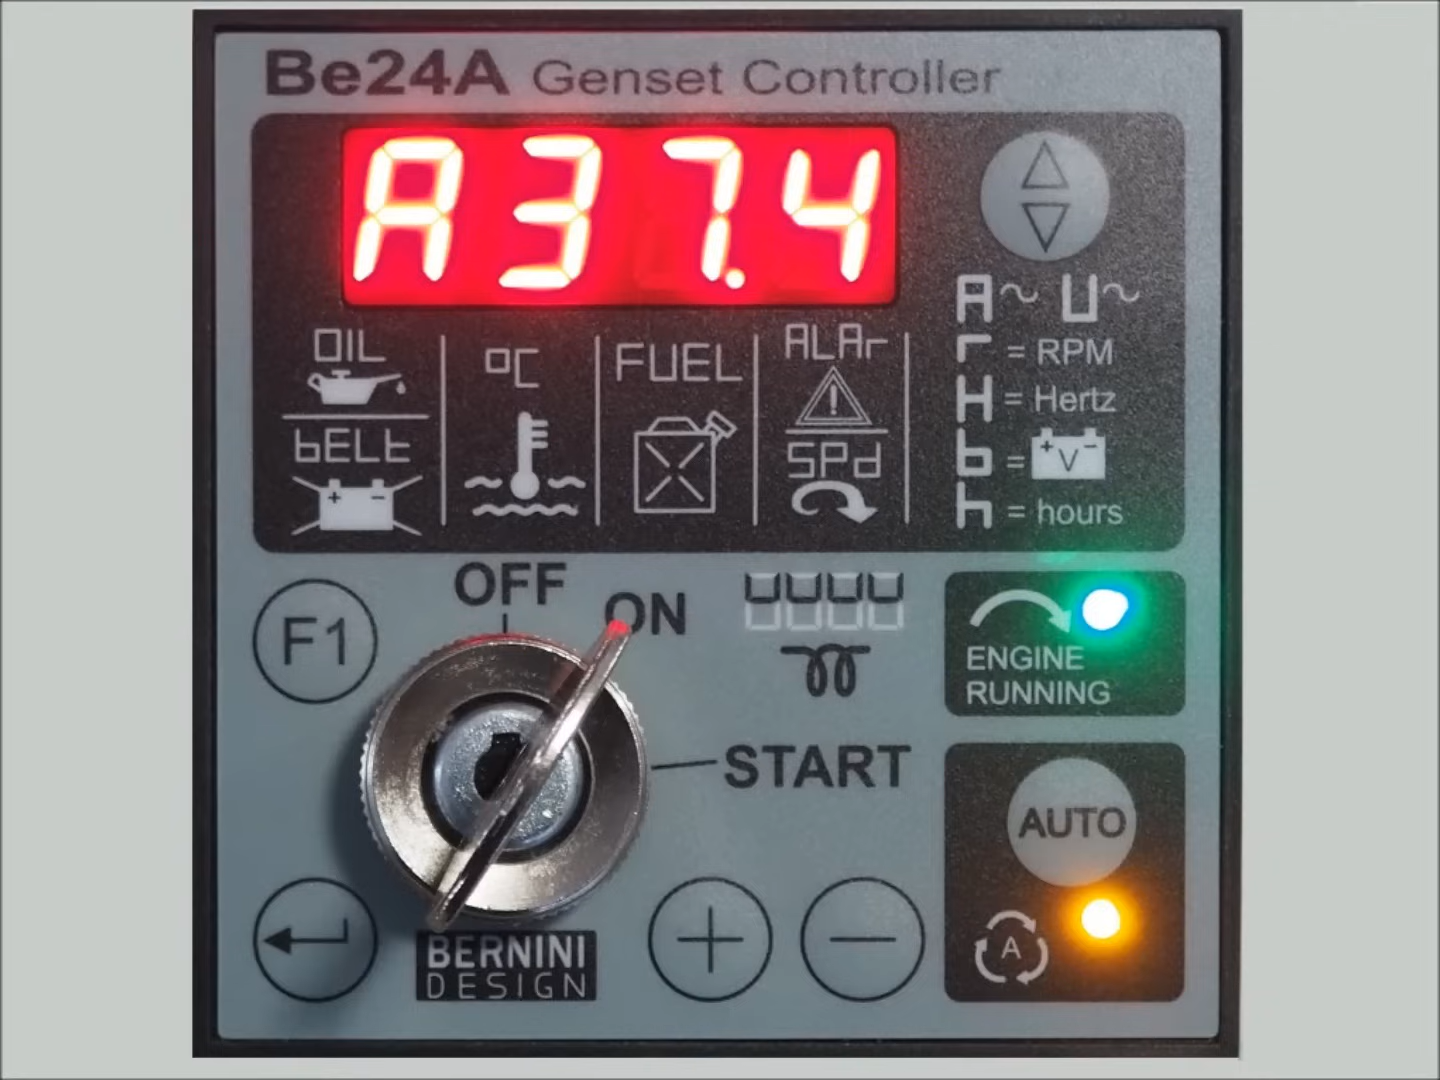 Be24A Genset Controller
A37.4
A~ U~
OIL
°C
FUEL
ALAr
r = RPM
H = Hertz
bELt
SPd
b = + V -
+ -
h = hours
OFF
ON
F1
ENGINE
RUNNING
START
AUTO
A
BERNINI
DESIGN
+
−